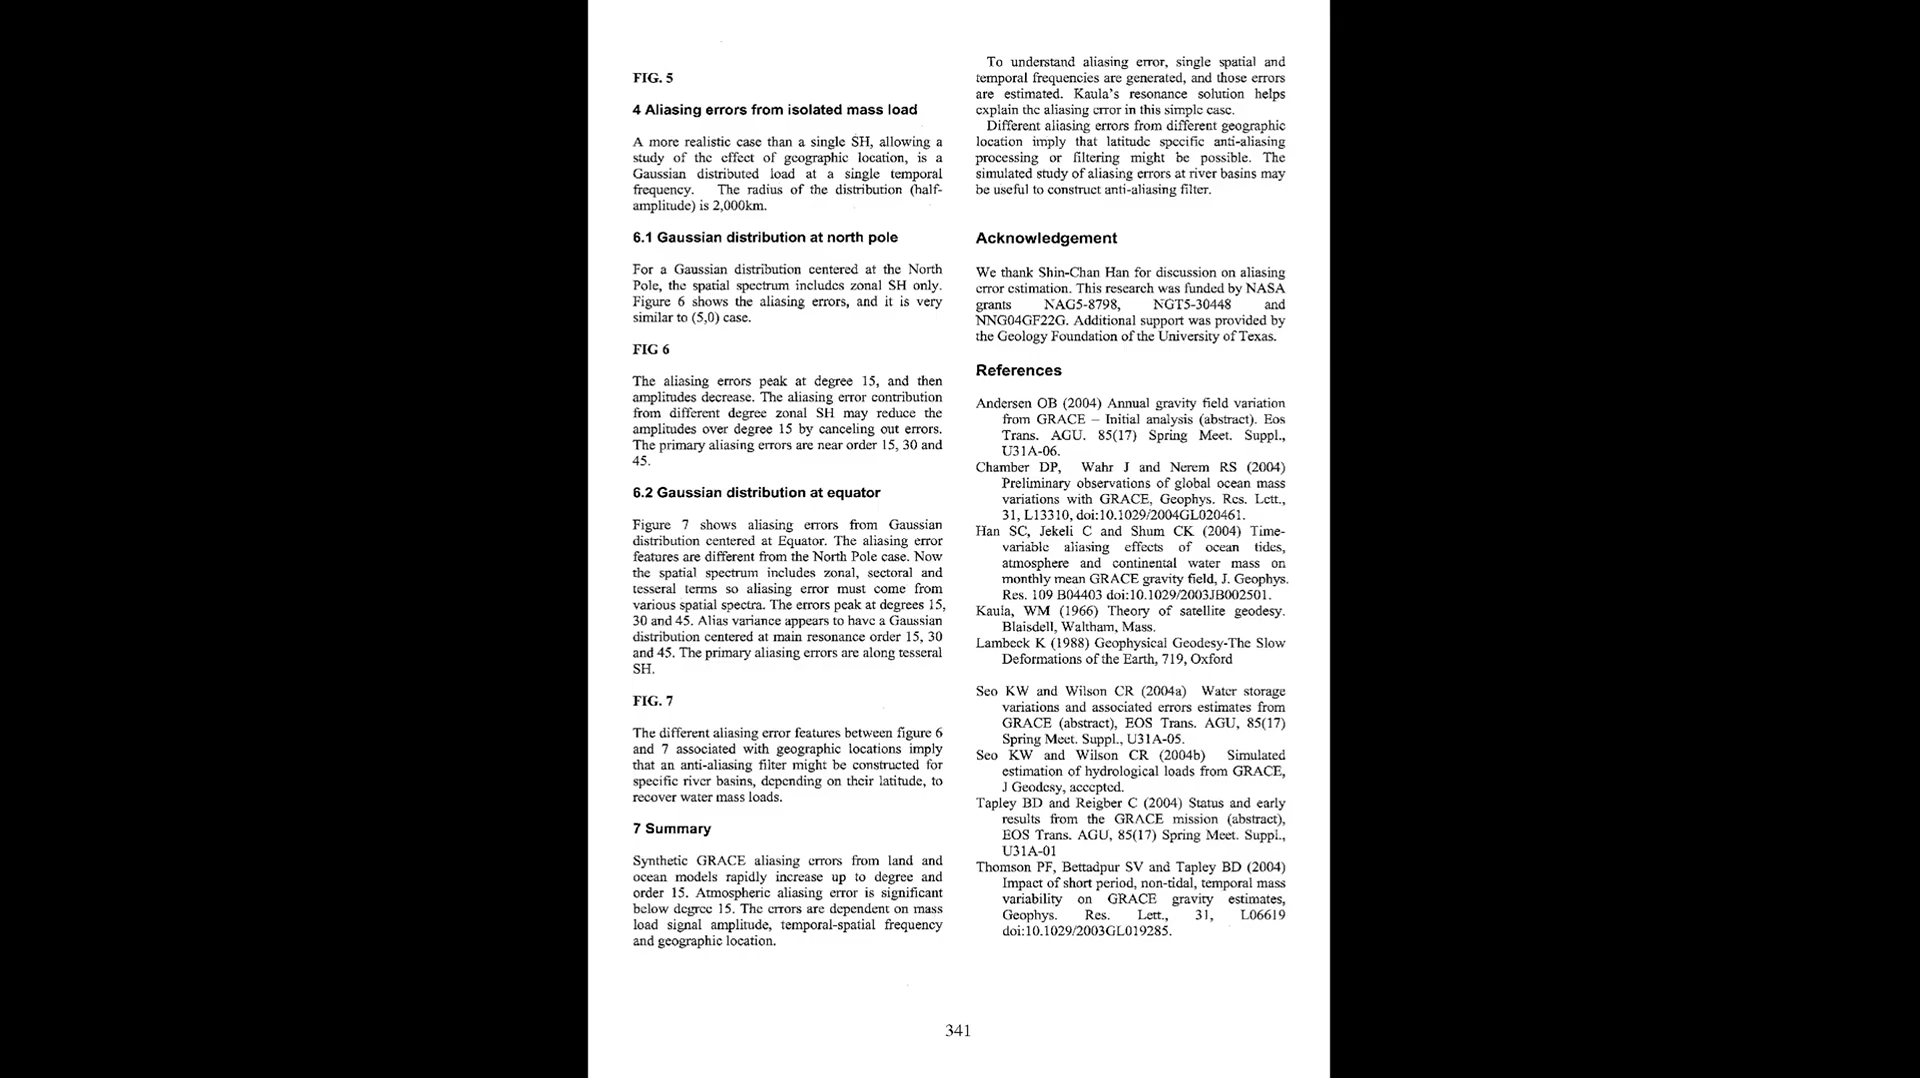 FIG. 5
4 Aliasing errors from isolated mass load
A more realistic case than a single SH, allowing a
study of the effect of geographic location, is a
Gaussian distributed load at a single temporal
frequency. The radius of the distribution (half-
amplitude) is 2,000km.
6.1 Gaussian distribution at north pole
For a Gaussian distribution centered at the North
Pole, the spatial spectrum includes zonal SH only.
Figure 6 shows the aliasing errors, and it is very
similar to (5,0) case.
FIG 6
The aliasing errors peak at degree 15, and then
amplitudes decrease. The aliasing error contribution
from different degree zonal SH may reduce the
amplitudes over degree 15 by canceling out errors.
The primary aliasing errors are near order 15, 30 and
45.
6.2 Gaussian distribution at equator
Figure 7 shows aliasing errors from Gaussian
distribution centered at Equator. The aliasing error
features are different from the North Pole case. Now
the spatial spectrum includes zonal, sectoral and
tesseral terms so aliasing error must come from
various spatial spectra. The errors peak at degrees 15,
30 and 45. Alias variance appears to have a Gaussian
distribution centered at main resonance order 15, 30
and 45. The primary aliasing errors are along tesseral
SH.
FIG. 7
The different aliasing error features between figure 6
and 7 associated with geographic locations imply
that an anti-aliasing filter might be constructed for
specific river basins, depending on their latitude, to
recover water mass loads.
7 Summary
Synthetic GRACE aliasing errors from land and
ocean models rapidly increase up to degree and
order 15. Atmospheric aliasing error is significant
below degree 15. The errors are dependent on mass
load signal amplitude, temporal-spatial frequency
and geographic location.
To understand aliasing error, single spatial and
temporal frequencies are generated, and those errors
are estimated. Kaula's resonance solution helps
explain the aliasing error in this simple case.
Different aliasing errors from different geographic
location imply that latitude specific anti-aliasing
processing or filtering might be possible. The
simulated study of aliasing errors at river basins may
be useful to construct anti-aliasing filter.
Acknowledgement
We thank Shin-Chan Han for discussion on aliasing
error estimation. This research was funded by NASA
grants NAG5-8798, NGT5-30448 and
NNG04GF22G. Additional support was provided by
the Geology Foundation of the University of Texas.
References
Andersen OB (2004) Annual gravity field variation
from GRACE – Initial analysis (abstract). Eos
Trans. AGU. 85(17) Spring Meet. Suppl.,
U31A-06.
Chamber DP, Wahr J and Nerem RS (2004)
Preliminary observations of global ocean mass
variations with GRACE, Geophys. Res. Lett.,
31, L13310, doi:10.1029/2004GL020461.
Han SC, Jekeli C and Shum CK (2004) Time-
variable aliasing effects of ocean tides,
atmosphere and continental water mass on
monthly mean GRACE gravity field, J. Geophys.
Res. 109 B04403 doi:10.1029/2003JB002501.
Kaula, WM (1966) Theory of satellite geodesy.
Blaisdell, Waltham, Mass.
Lambeck K (1988) Geophysical Geodesy-The Slow
Deformations of the Earth, 719, Oxford
Seo KW and Wilson CR (2004a) Water storage
variations and associated errors estimates from
GRACE (abstract), EOS Trans. AGU, 85(17)
Spring Meet. Suppl., U31A-05.
Seo KW and Wilson CR (2004b) Simulated
estimation of hydrological loads from GRACE,
J Geodesy, accepted.
Tapley BD and Reigber C (2004) Status and early
results from the GRACE mission (abstract),
EOS Trans. AGU, 85(17) Spring Meet. Suppl.,
U31A-01
Thomson PF, Bettadpur SV and Tapley BD (2004)
Impact of short period, non-tidal, temporal mass
variability on GRACE gravity estimates,
Geophys. Res. Lett., 31, L06619
doi:10.1029/2003GL019285.
341